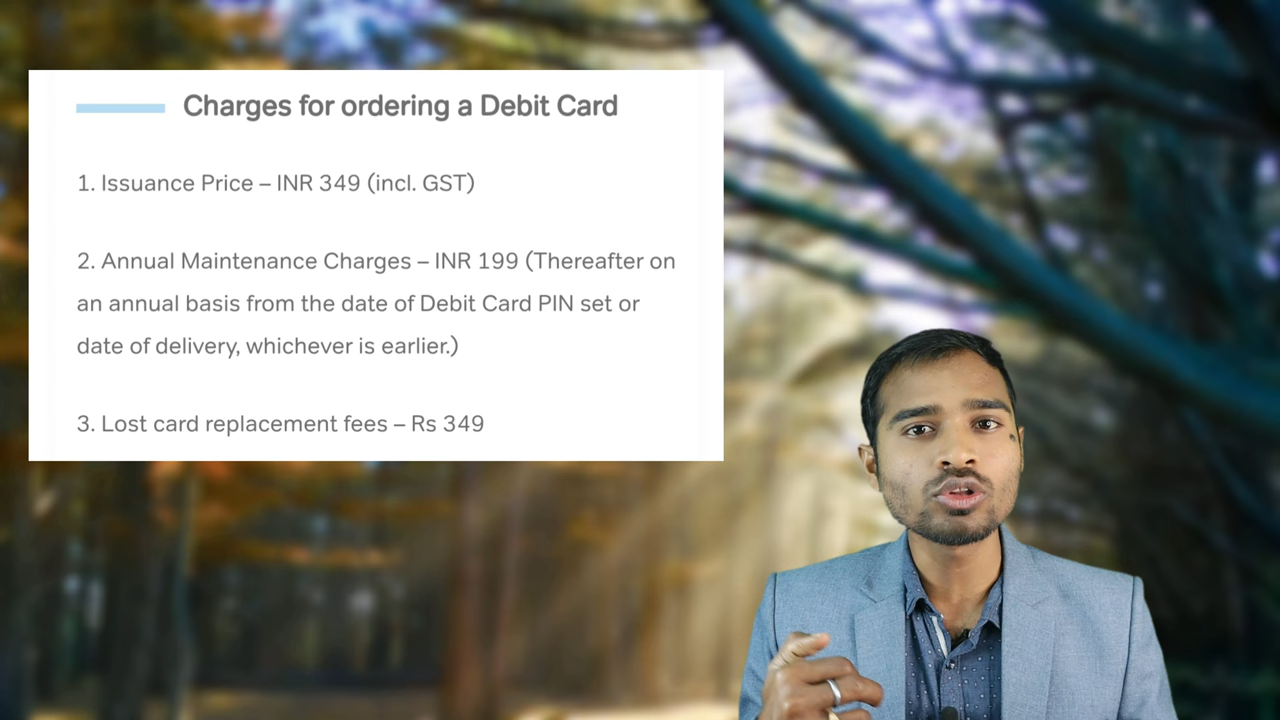 Charges for ordering a Debit Card
1. Issuance Price – INR 349 (incl. GST)
2. Annual Maintenance Charges – INR 199 (Thereafter on
an annual basis from the date of Debit Card PIN set or
date of delivery, whichever is earlier.)
3. Lost card replacement fees – Rs 349